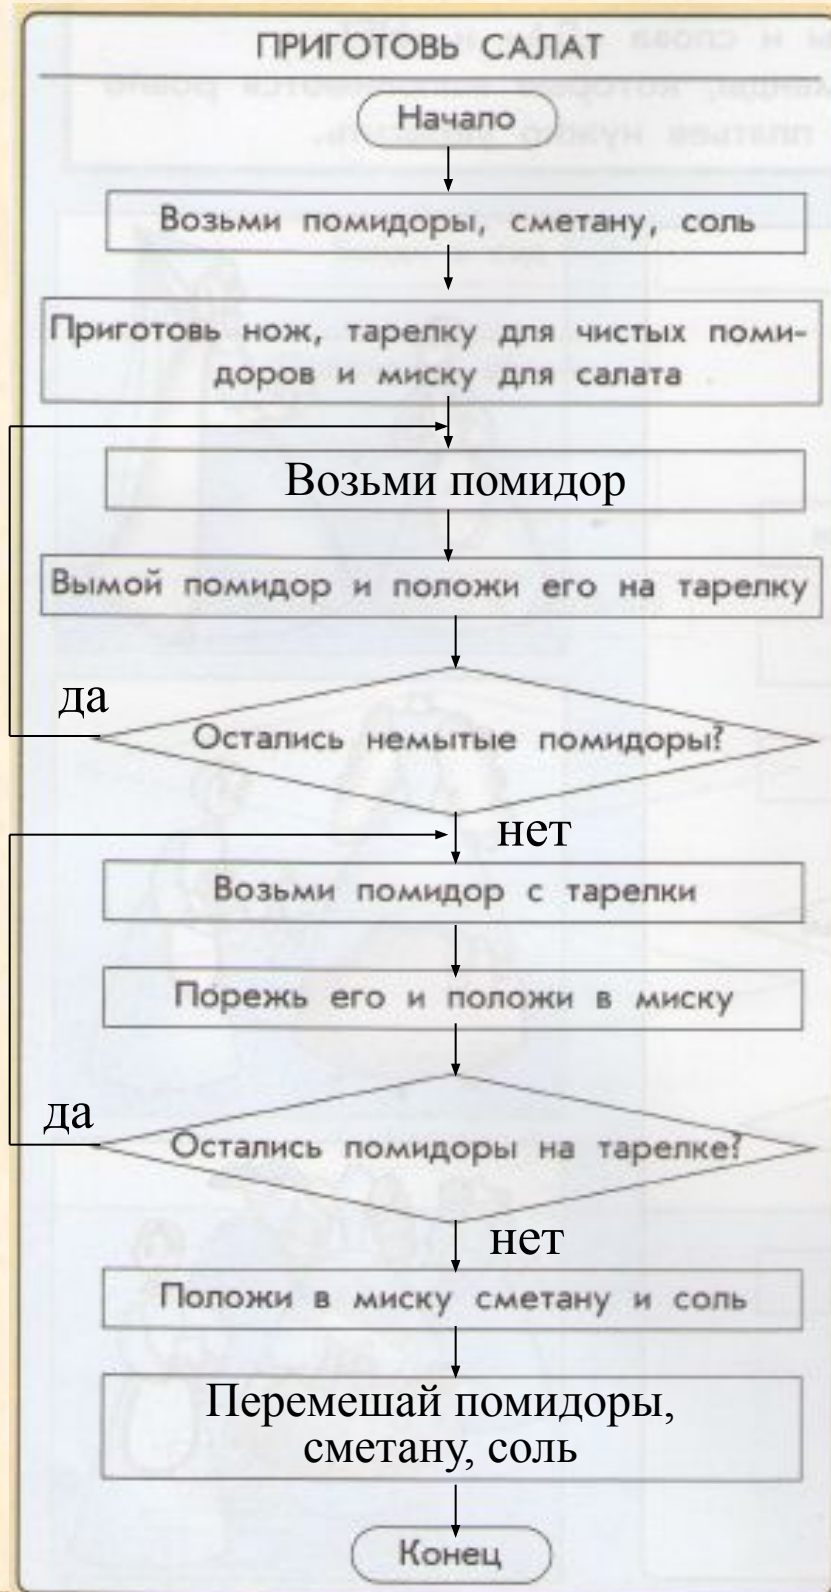 ПРИГОТОВЬ САЛАТ
Начало
Возьми помидоры, сметану, соль
Приготовь нож, тарелку для чистых поми-
доров и миску для салата
Возьми помидор
Вымой помидор и положи его на тарелку
да
Остались немытые помидоры?
нет
Возьми помидор с тарелки
Порежь его и положи в миску
да
Остались помидоры на тарелке?
нет
Положи в миску сметану и соль
Перемешай помидоры,
сметану, соль
Конец